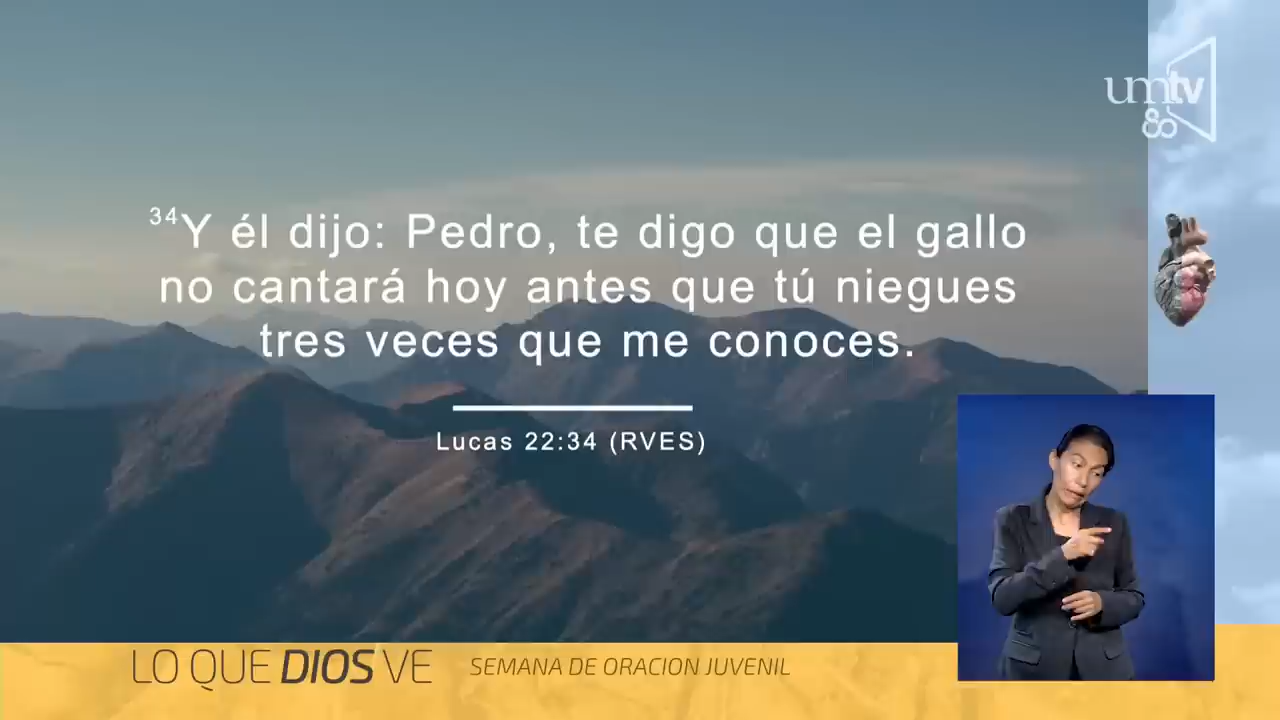 umtv
80
³⁴Y él dijo: Pedro, te digo que el gallo
no cantará hoy antes que tú niegues
tres veces que me conoces.
Lucas 22:34 (RVES)
LO QUE DIOS VE SEMANA DE ORACION JUVENIL